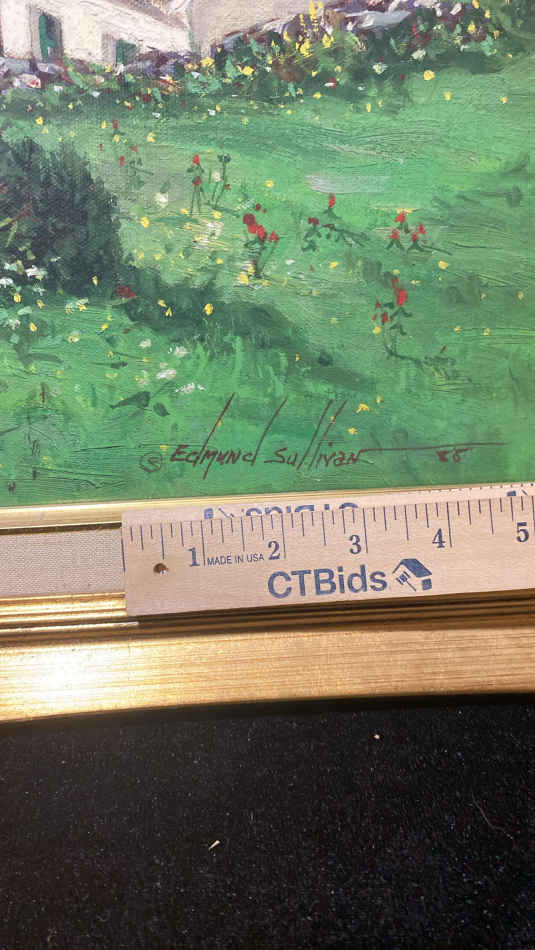 © Edmund Sullivan 88
1 2 3 4 5
MADE IN USA
CTBids